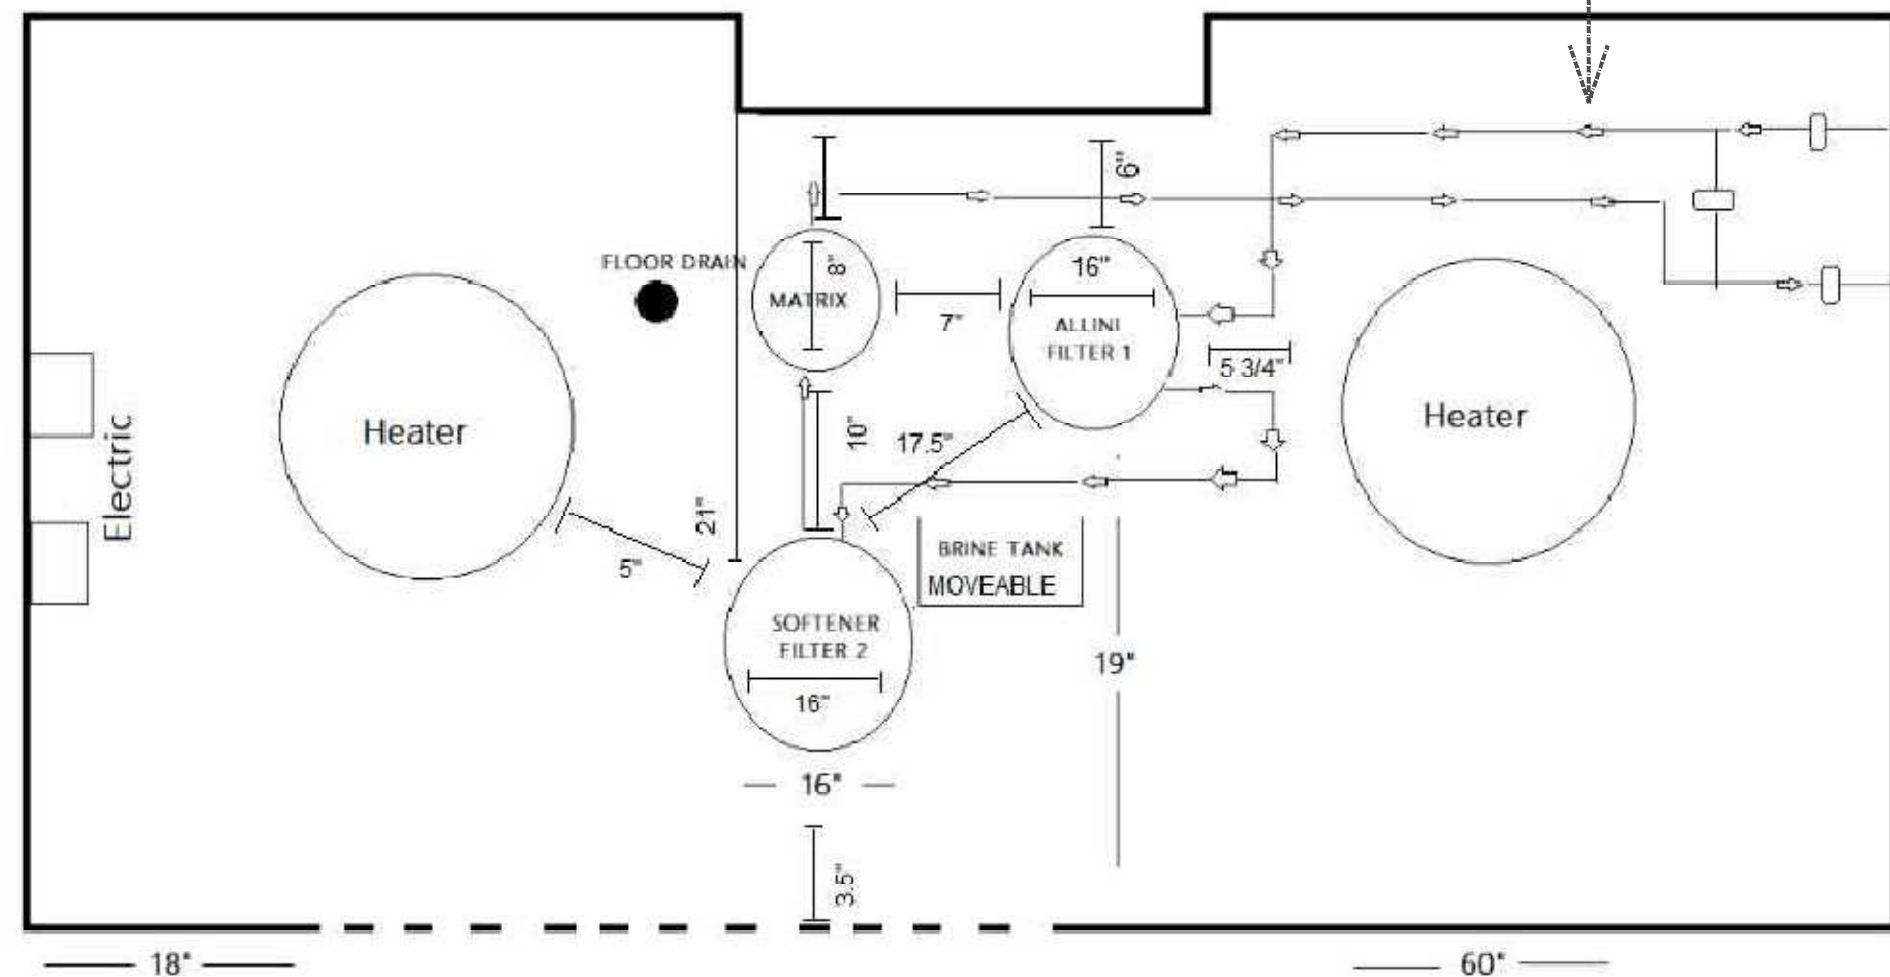 6"
FLOOR DRAIN
8"
16"
MATRIX
7"
ALLINI
FILTER 1
5 3/4"
Heater
Heater
Electric
10"
17.5"
21"
5"
BRINE TANK
MOVEABLE
SOFTENER
FILTER 2
16"
19"
16"
3.5"
18"
60"